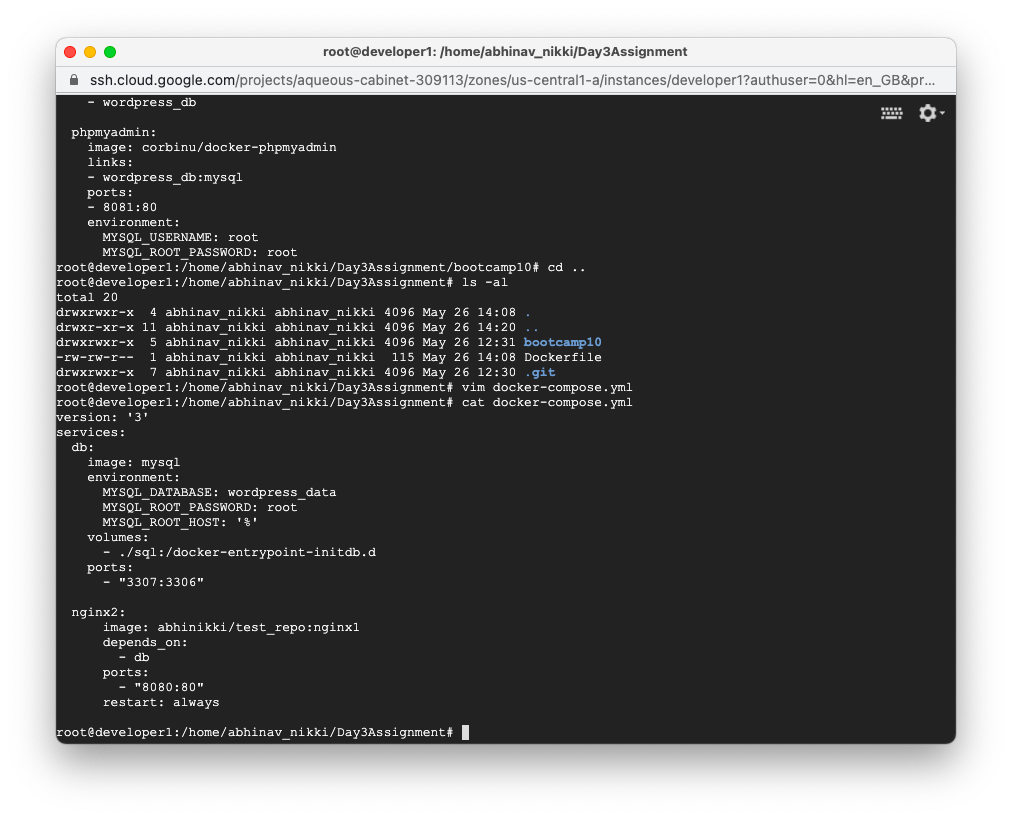 root@developer1: /home/abhinav_nikki/Day3Assignment
ssh.cloud.google.com/projects/aqueous-cabinet-309113/zones/us-central1-a/instances/developer1?authuser=0&hl=en_GB&pr...
- wordpress_db
phpmyadmin:
image: corbinu/docker-phpmyadmin
links:
- wordpress_db:mysql
ports:
- 8081:80
environment:
MYSQL_USERNAME: root
MYSQL_ROOT_PASSWORD: root
root@developer1:/home/abhinav_nikki/Day3Assignment/bootcamp10# cd ..
root@developer1:/home/abhinav_nikki/Day3Assignment# ls -al
total 20
drwxrwxr-x  4 abhinav_nikki abhinav_nikki 4096 May 26 14:08 .
drwxr-xr-x 11 abhinav_nikki abhinav_nikki 4096 May 26 14:20 ..
drwxrwxr-x  5 abhinav_nikki abhinav_nikki 4096 May 26 12:31 bootcamp10
-rw-rw-r--  1 abhinav_nikki abhinav_nikki  115 May 26 14:08 Dockerfile
drwxrwxr-x  7 abhinav_nikki abhinav_nikki 4096 May 26 12:30 .git
root@developer1:/home/abhinav_nikki/Day3Assignment# vim docker-compose.yml
root@developer1:/home/abhinav_nikki/Day3Assignment# cat docker-compose.yml
version: '3'
services:
db:
image: mysql
environment:
MYSQL_DATABASE: wordpress_data
MYSQL_ROOT_PASSWORD: root
MYSQL_ROOT_HOST: '%'
volumes:
- ./sql:/docker-entrypoint-initdb.d
ports:
- "3307:3306"
nginx2:
image: abhinikki/test_repo:nginx1
depends_on:
- db
ports:
- "8080:80"
restart: always
root@developer1:/home/abhinav_nikki/Day3Assignment#